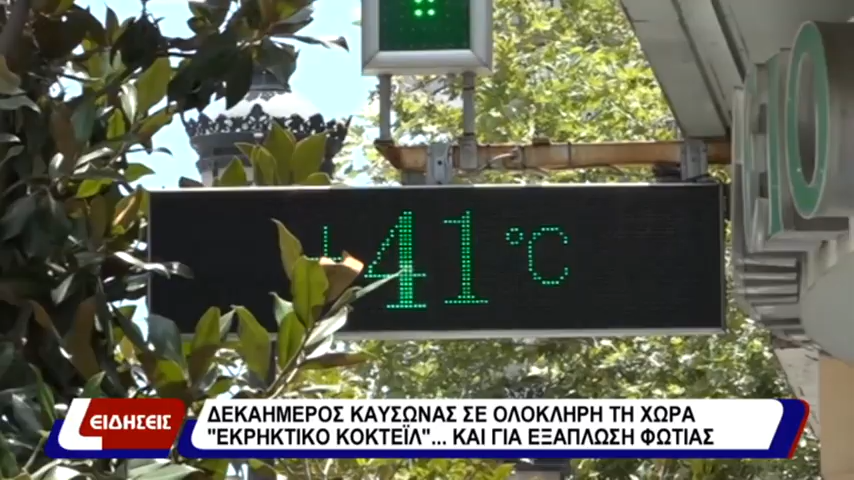 +41°C
ΕΙΔΗΣΕΙΣ
ΔΕΚΑΗΜΕΡΟΣ ΚΑΥΣΩΝΑΣ ΣΕ ΟΛΟΚΛΗΡΗ ΤΗ ΧΩΡΑ
"ΕΚΡΗΚΤΙΚΟ ΚΟΚΤΕΪΛ"... ΚΑΙ ΓΙΑ ΕΞΑΠΛΩΣΗ ΦΩΤΙΑΣ